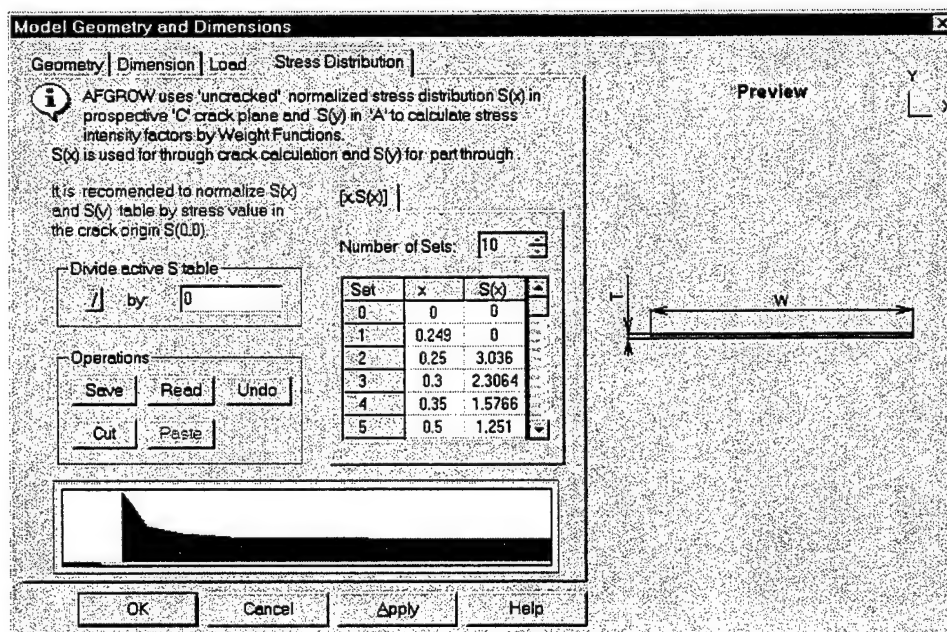 Model Geometry and Dimensions
Geometry Dimension Load Stress Distribution
AFGROW uses 'uncracked' normalized stress distribution S(x) in
prospective 'C' crack plane and S(y) in 'A' to calculate stress
intensity factors by Weight Functions.
S(x) is used for through crack calculation and S(y) for part through .
It is recomended to normalize S(x)
and S(y) table by stress value in
the crack origin S(0.0).
Divide active S table
/ by: 0
Operations
Save Read Undo
Cut Paste
[x,S(x)]
Number of Sets: 10
Set x S(x)
0 0 0
1 0.249 0
2 0.25 3.036
3 0.3 2.3064
4 0.35 1.5766
5 0.5 1.251
OK Cancel Apply Help
Preview
Y
X
T
W